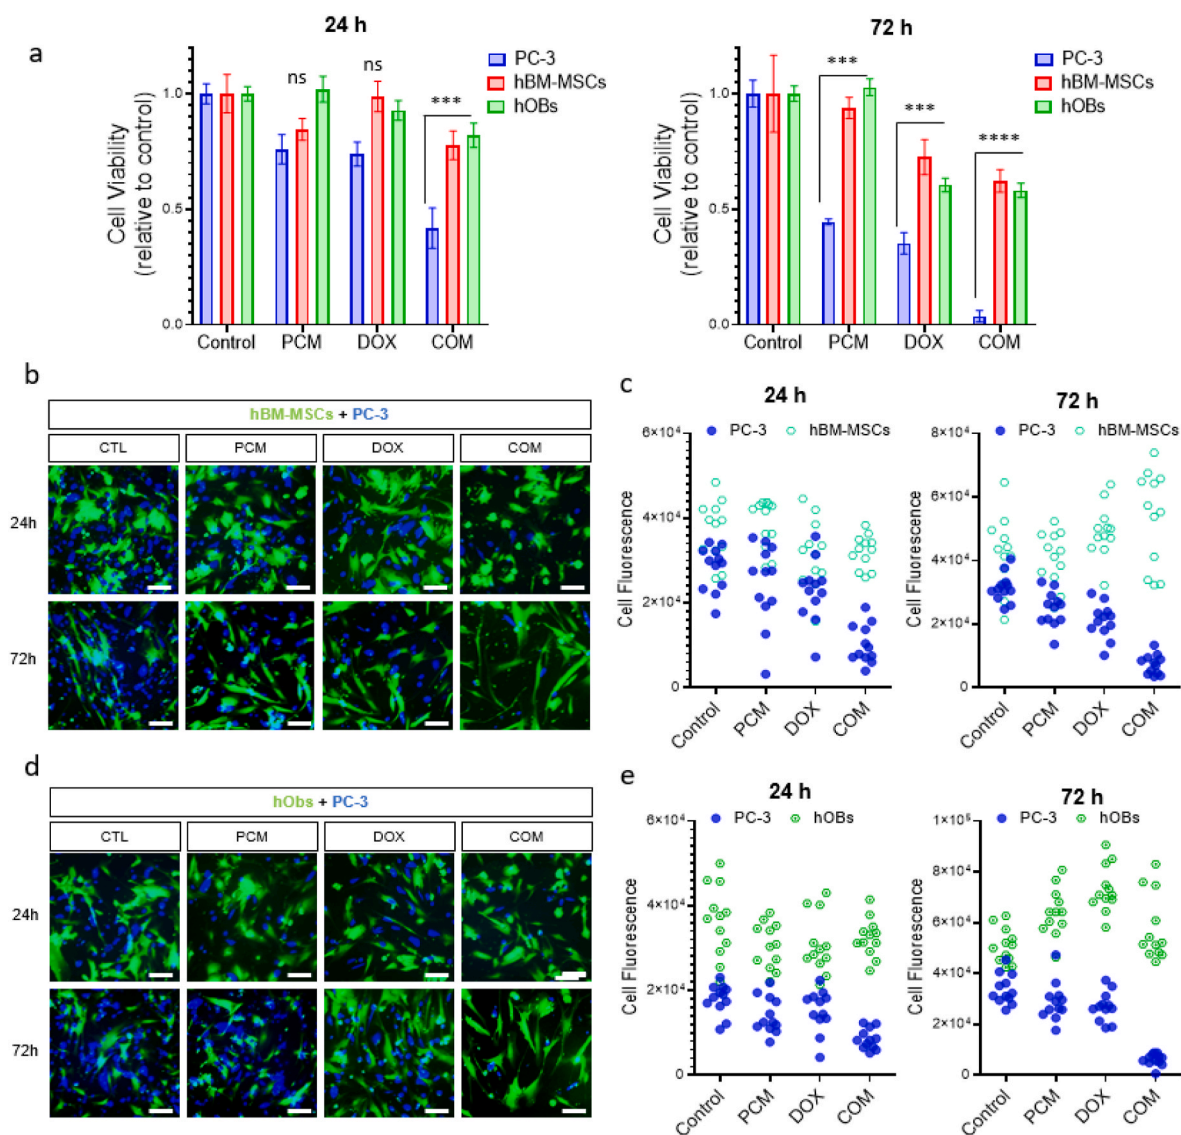 a
24 h
Cell Viability
(relative to control)
1.0
0.5
0.0
ns
ns
***
PC-3
hBM-MSCs
hOBs
Control PCM DOX COM
72 h
Cell Viability
(relative to control)
1.0
0.5
0.0
***
***
****
PC-3
hBM-MSCs
hOBs
Control PCM DOX COM
b
hBM-MSCs + PC-3
CTL PCM DOX COM
24h
72h
c
24 h
PC-3 hBM-MSCs
Cell Fluorescence
6×10⁴
4×10⁴
2×10⁴
0
Control PCM DOX COM
72 h
PC-3 hBM-MSCs
Cell Fluorescence
8×10⁴
6×10⁴
4×10⁴
2×10⁴
0
Control PCM DOX COM
d
hObs + PC-3
CTL PCM DOX COM
24h
72h
e
24 h
PC-3 hOBs
Cell Fluorescence
6×10⁴
4×10⁴
2×10⁴
0
Control PCM DOX COM
72 h
PC-3 hOBs
Cell Fluorescence
1×10⁵
8×10⁴
6×10⁴
4×10⁴
2×10⁴
0
Control PCM DOX COM